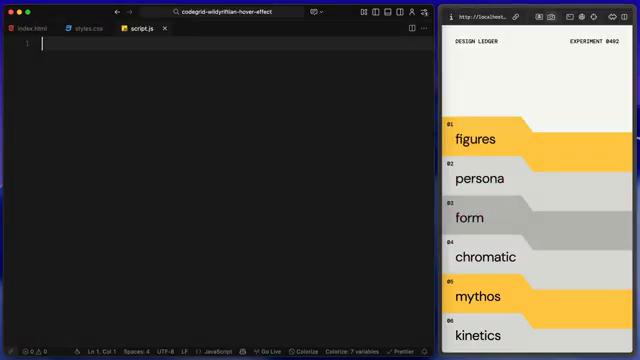 codegrid-wildyriftian-hover-effect
index.html
styles.css
script.js
1
Ln 1, Col 1
Spaces: 4
UTF-8
LF
JavaScript
Go Live
Colorize
Colorize: 7 variables
Prettier
0
0
http://localhost...
DESIGN LEDGER
EXPERIMENT 0492
01
figures
02
persona
03
form
04
chromatic
05
mythos
06
kinetics